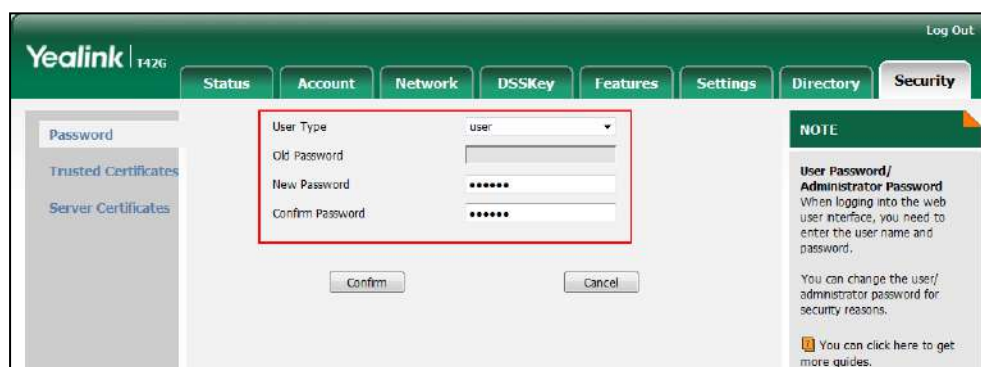 Log Out
Yealink T42G
Status Account Network DSSKey Features Settings Directory Security
Password
Trusted Certificates
Server Certificates
User Type user
Old Password
New Password ••••••
Confirm Password ••••••
Confirm Cancel
NOTE
User Password/
Administrator Password
When logging into the web
user interface, you need to
enter the user name and
password.
You can change the user/
administrator password for
security reasons.
You can click here to get
more guides.